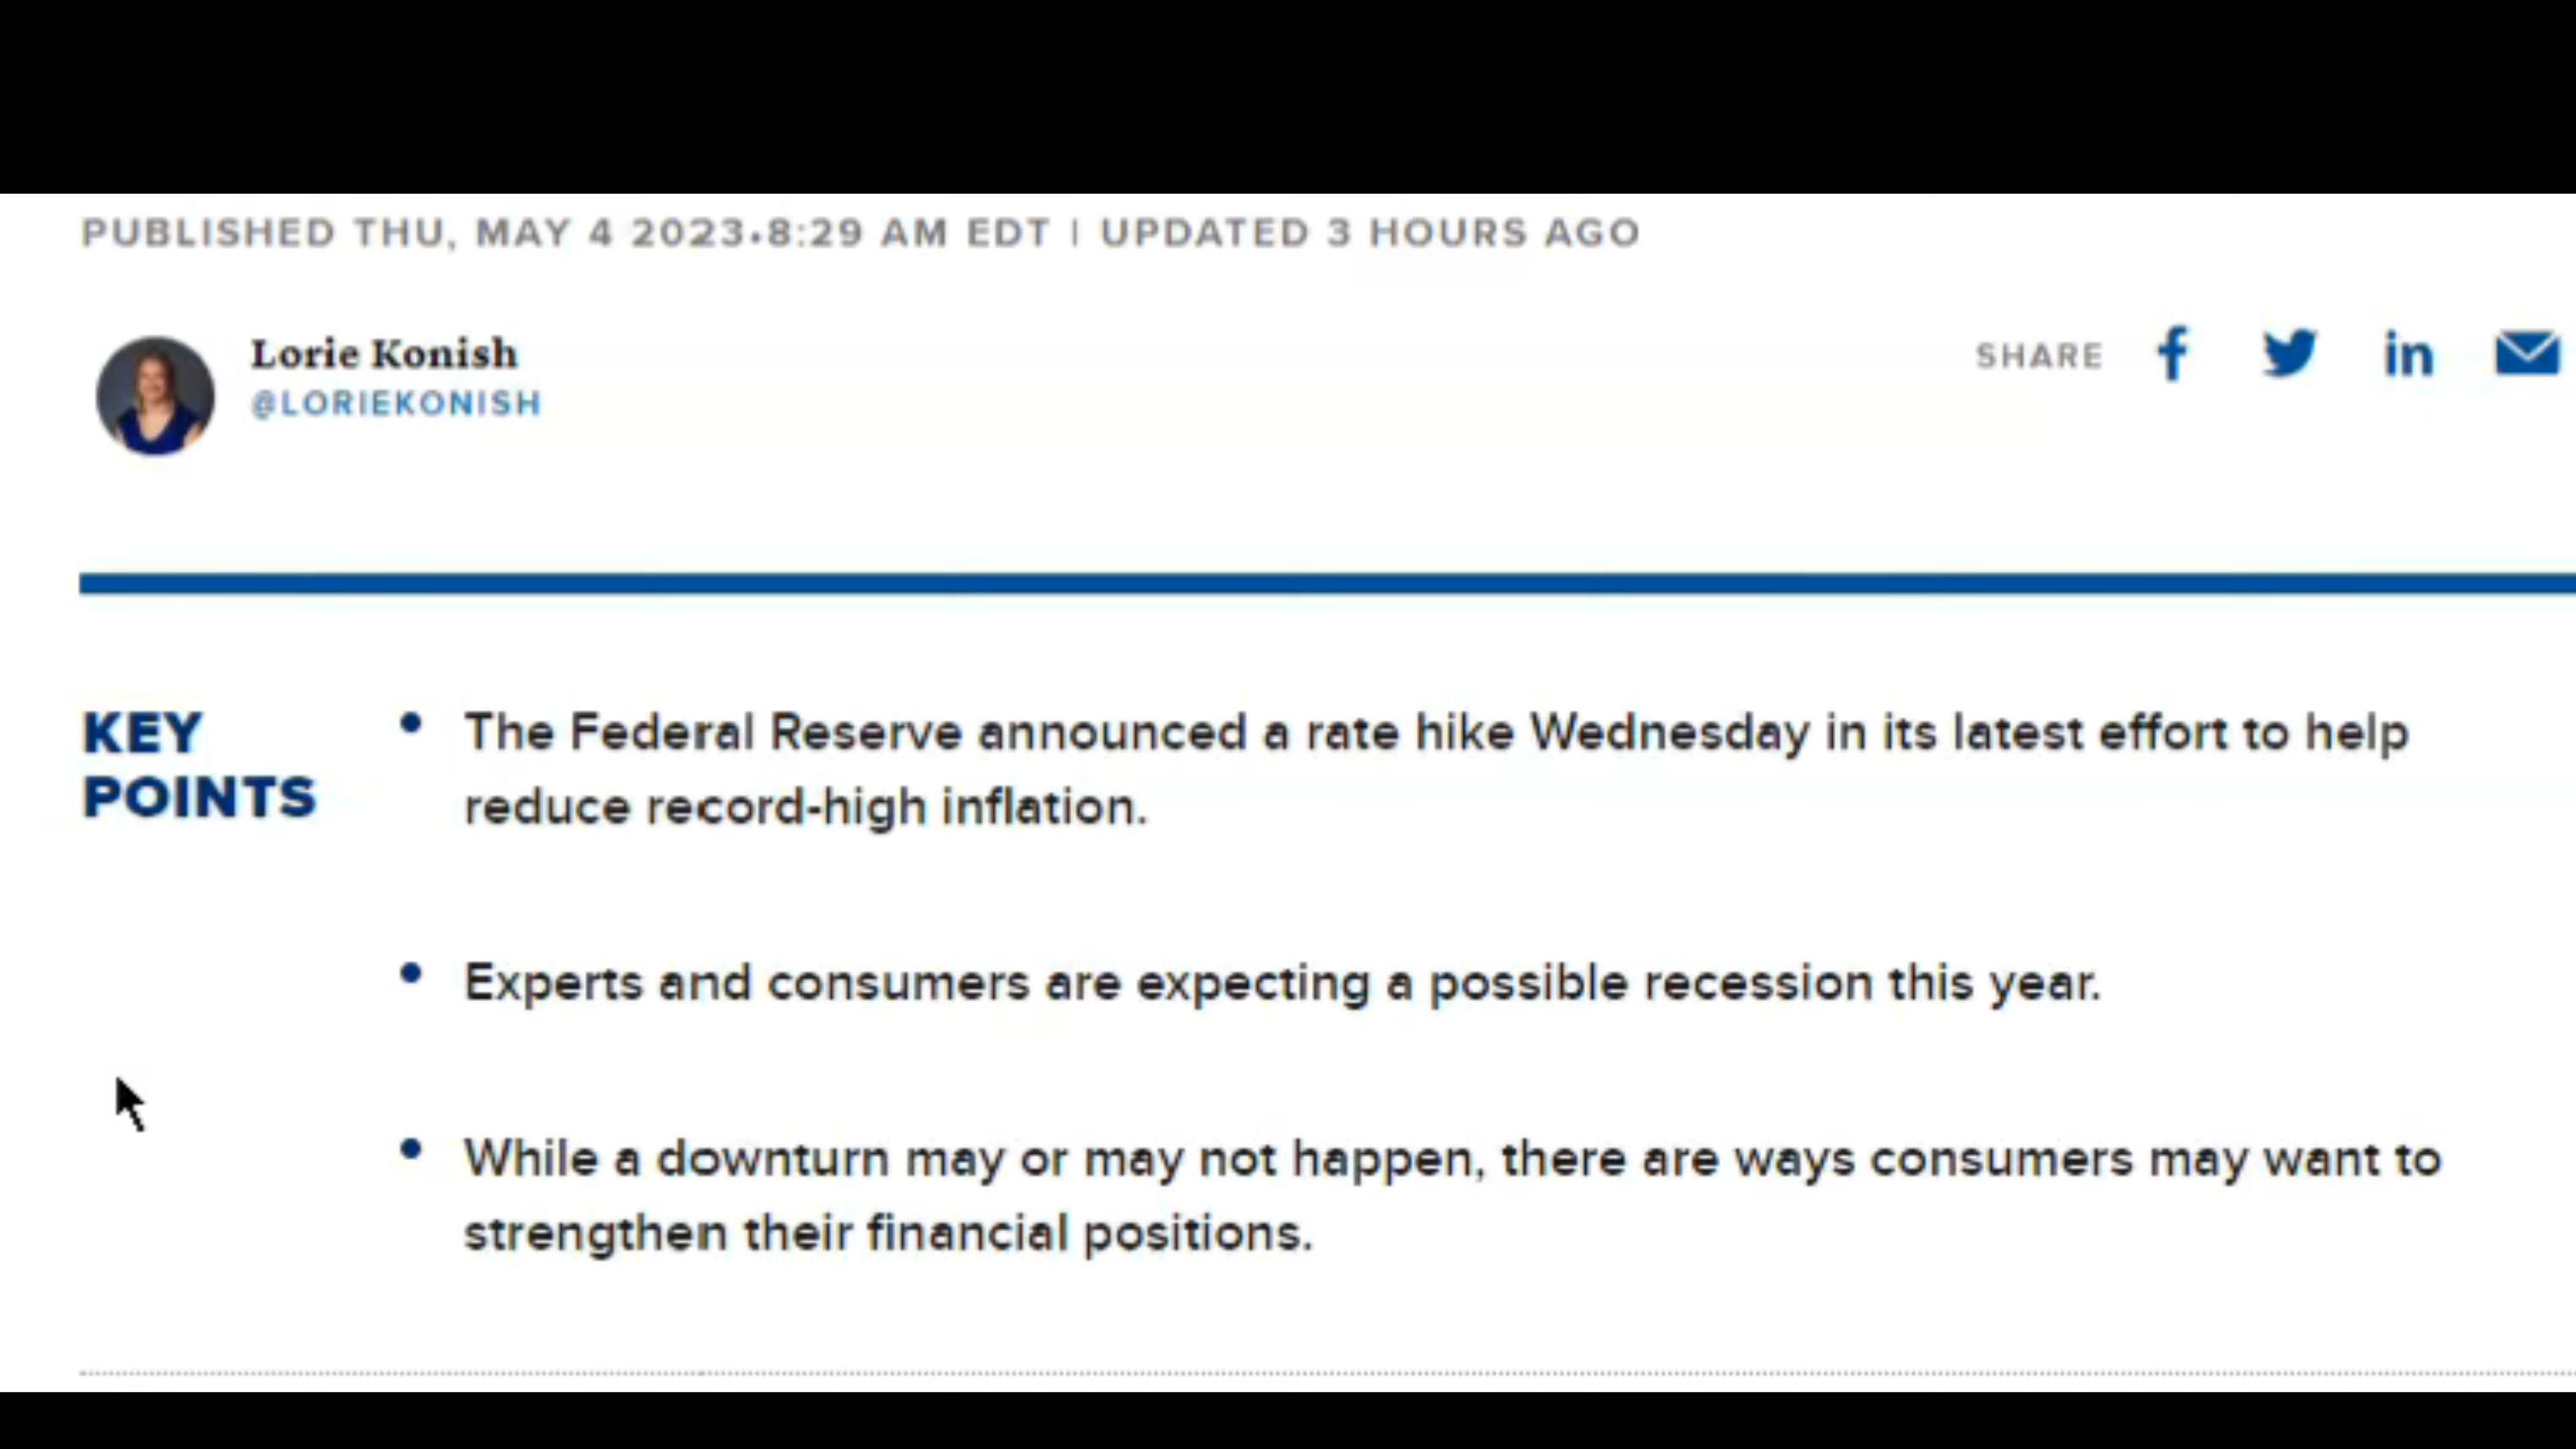 PUBLISHED THU, MAY 4 2023•8:29 AM EDT | UPDATED 3 HOURS AGO
Lorie Konish
@LORIEKONISH
SHARE
KEY
POINTS
• The Federal Reserve announced a rate hike Wednesday in its latest effort to help
reduce record-high inflation.
• Experts and consumers are expecting a possible recession this year.
• While a downturn may or may not happen, there are ways consumers may want to
strengthen their financial positions.